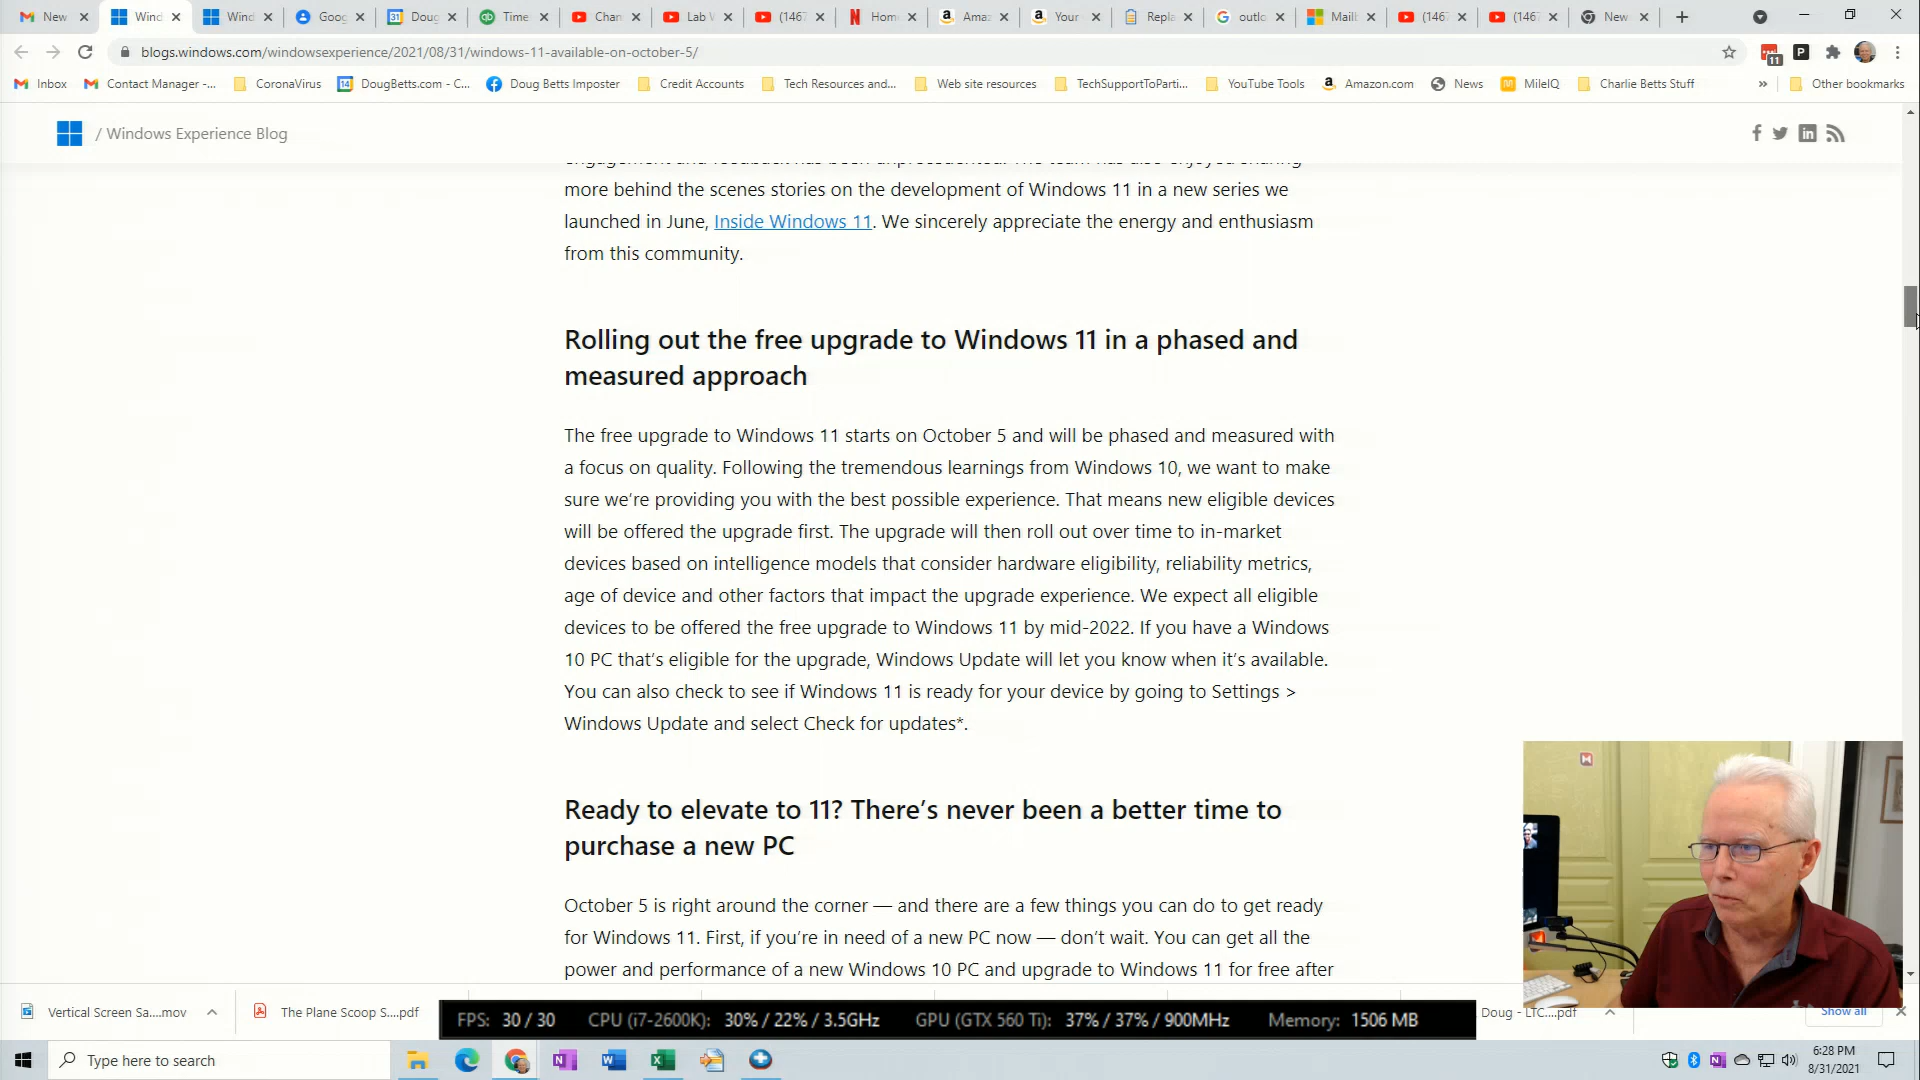 New
Wind
Wind
Goog
Doug
Time
Chan
Lab V
(1467
Home
Amaz
Your
Repla
outlo
Mailb
(1467
(1467
New
blogs.windows.com/windowsexperience/2021/08/31/windows-11-available-on-october-5/
11
P
Inbox
Contact Manager -...
CoronaVirus
14
DougBetts.com - C...
Doug Betts Imposter
Credit Accounts
Tech Resources and...
Web site resources
TechSupportToParti...
YouTube Tools
Amazon.com
News
MileIQ
Charlie Betts Stuff
»
Other bookmarks
/ Windows Experience Blog
engagement and feedback has been unprecedented. The team has also enjoyed sharing
more behind the scenes stories on the development of Windows 11 in a new series we
launched in June, Inside Windows 11. We sincerely appreciate the energy and enthusiasm
from this community.
Rolling out the free upgrade to Windows 11 in a phased and
measured approach
The free upgrade to Windows 11 starts on October 5 and will be phased and measured with
a focus on quality. Following the tremendous learnings from Windows 10, we want to make
sure we're providing you with the best possible experience. That means new eligible devices
will be offered the upgrade first. The upgrade will then roll out over time to in-market
devices based on intelligence models that consider hardware eligibility, reliability metrics,
age of device and other factors that impact the upgrade experience. We expect all eligible
devices to be offered the free upgrade to Windows 11 by mid-2022. If you have a Windows
10 PC that's eligible for the upgrade, Windows Update will let you know when it's available.
You can also check to see if Windows 11 is ready for your device by going to Settings >
Windows Update and select Check for updates*.
Ready to elevate to 11? There's never been a better time to
purchase a new PC
October 5 is right around the corner — and there are a few things you can do to get ready
for Windows 11. First, if you're in need of a new PC now — don't wait. You can get all the
power and performance of a new Windows 10 PC and upgrade to Windows 11 for free after
Vertical Screen Sa....mov
The Plane Scoop S....pdf
FPS: 30 / 30 CPU (i7-2600K): 30% / 22% / 3.5GHz GPU (GTX 560 Ti): 37% / 37% / 900MHz Memory: 1506 MB
Doug - LTC....pdf
Show all
Type here to search
6:28 PM
8/31/2021